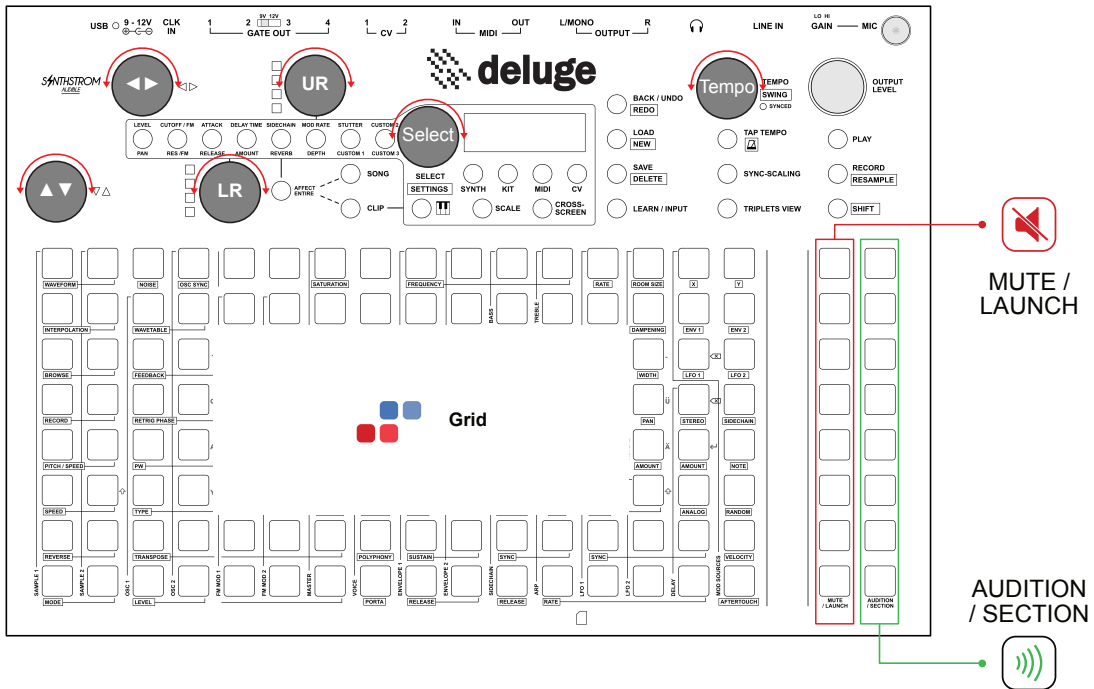 USB 9 - 12V CLK IN 1 2 9V 12V 3 4 1 2 IN OUT L/MONO R LINE IN LO HI GAIN MIC
GATE OUT CV MIDI OUTPUT
SYNTHSTROM
AUDIBLE
UR
deluge
Tempo
TEMPO
SWING
SYNCED
OUTPUT
LEVEL
LEVEL CUTOFF / FM ATTACK DELAY TIME SIDECHAIN MOD RATE STUTTER CUSTOM 2
PAN RES /FM RELEASE AMOUNT REVERB DEPTH CUSTOM 1 CUSTOM 3
Select
BACK / UNDO
REDO
LOAD
NEW
TAP TEMPO
PLAY
SAVE
DELETE
SYNC-SCALING
RECORD
RESAMPLE
LEARN / INPUT
TRIPLETS VIEW
SHIFT
LR
AFFECT
ENTIRE
SONG
CLIP
SELECT
SETTINGS
SYNTH KIT MIDI CV
SCALE
CROSS-
SCREEN
MUTE /
LAUNCH
WAVEFORM NOISE OSC SYNC SATURATION FREQUENCY RATE ROOM SIZE X Y
BASS
TREBLE
INTERPOLATION WAVETABLE DAMPENING ENV 1 ENV 2
BROWSE FEEDBACK WIDTH - LFO 1 LFO 2
Grid
RECORD RETRIG PHASE PAN Ü STEREO SIDECHAIN
PITCH / SPEED PW AMOUNT Ä AMOUNT NOTE
SPEED TYPE ANALOG RANDOM
REVERSE TRANSPOSE POLYPHONY SUSTAIN SYNC SYNC VELOCITY
SAMPLE 1
SAMPLE 2
OSC 1
OSC 2
FM MOD 1
FM MOD 2
MASTER
VOICE
ENVELOPE 1
ENVELOPE 2
SIDECHAIN
ARP
LFO 1
LFO 2
DELAY
MOD SOURCES
MODE LEVEL PORTA RELEASE RELEASE RATE AFTERTOUCH
MUTE
/ LAUNCH
AUDITION
/ SECTION
AUDITION
/ SECTION